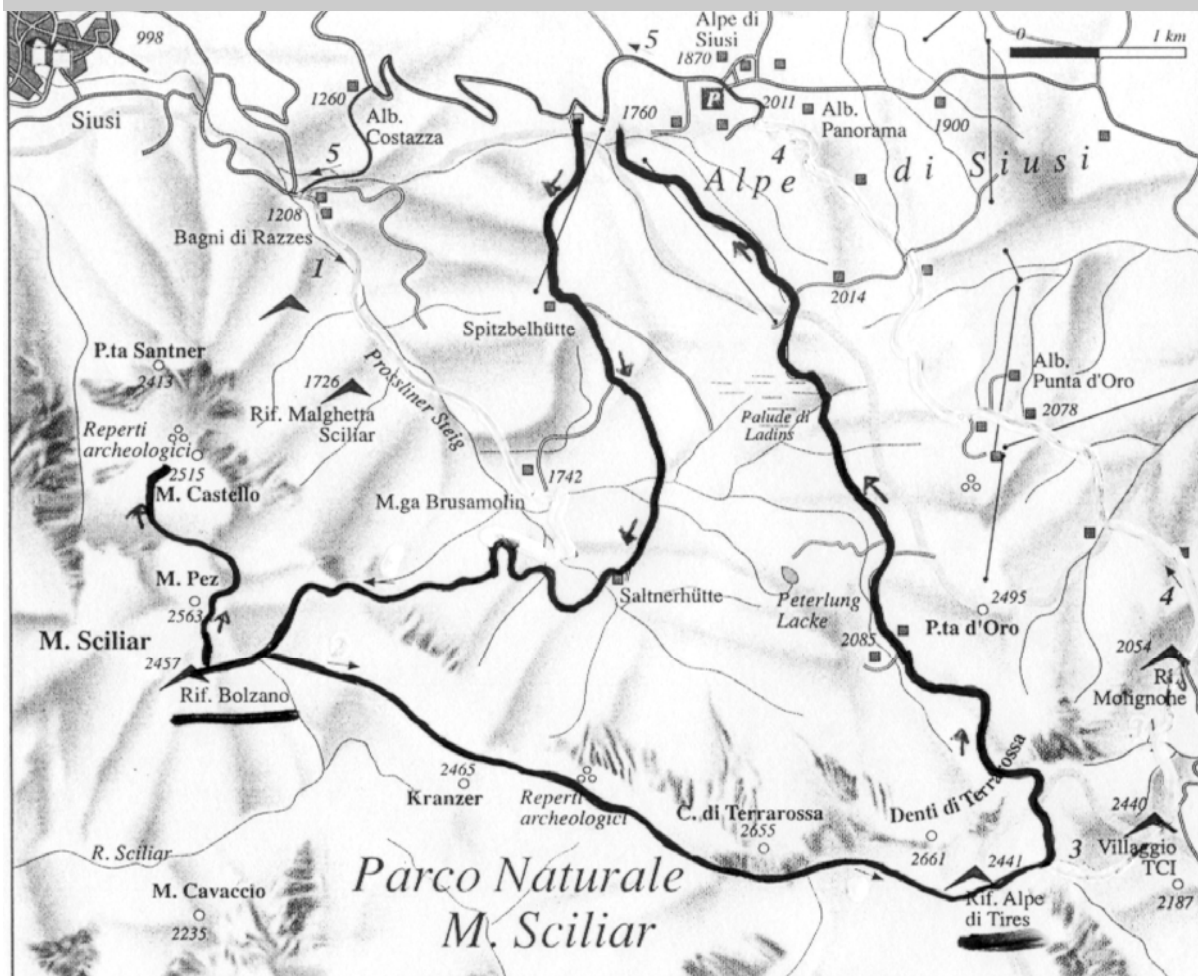 998
Alpe di
Siusi
5
1870
0
1 km
Siusi
1260
Alb.
Costazza
1760
P
2011
Alb.
Panorama
1900
5
4
Alpe di Siusi
1208
Bagni di Razzes
1
2014
Spitzbelhütte
P.ta Santner
2413
Proksliner Steig
1726
Rif. Malghetta
Sciliar
Alb.
Punta d'Oro
2078
Palude di
Ladins
Reperti
archeologici
2515
M. Castello
1742
M.ga Brusamolin
M. Pez
2563
Saltnerhütte
Peterlung
Lacke
2495
P.ta d'Oro
4
M. Sciliar
2457
Rif. Bolzano
2
2085
2054
Molignone
2465
Kranzer
Reperti
archeologici
C. di Terrarossa
2655
Denti di Terrarossa
2661
2441
2440
3
Villaggio
TCI
2187
R. Sciliar
M. Cavaccio
2235
Parco Naturale
M. Sciliar
Rif. Alpe
di Tires